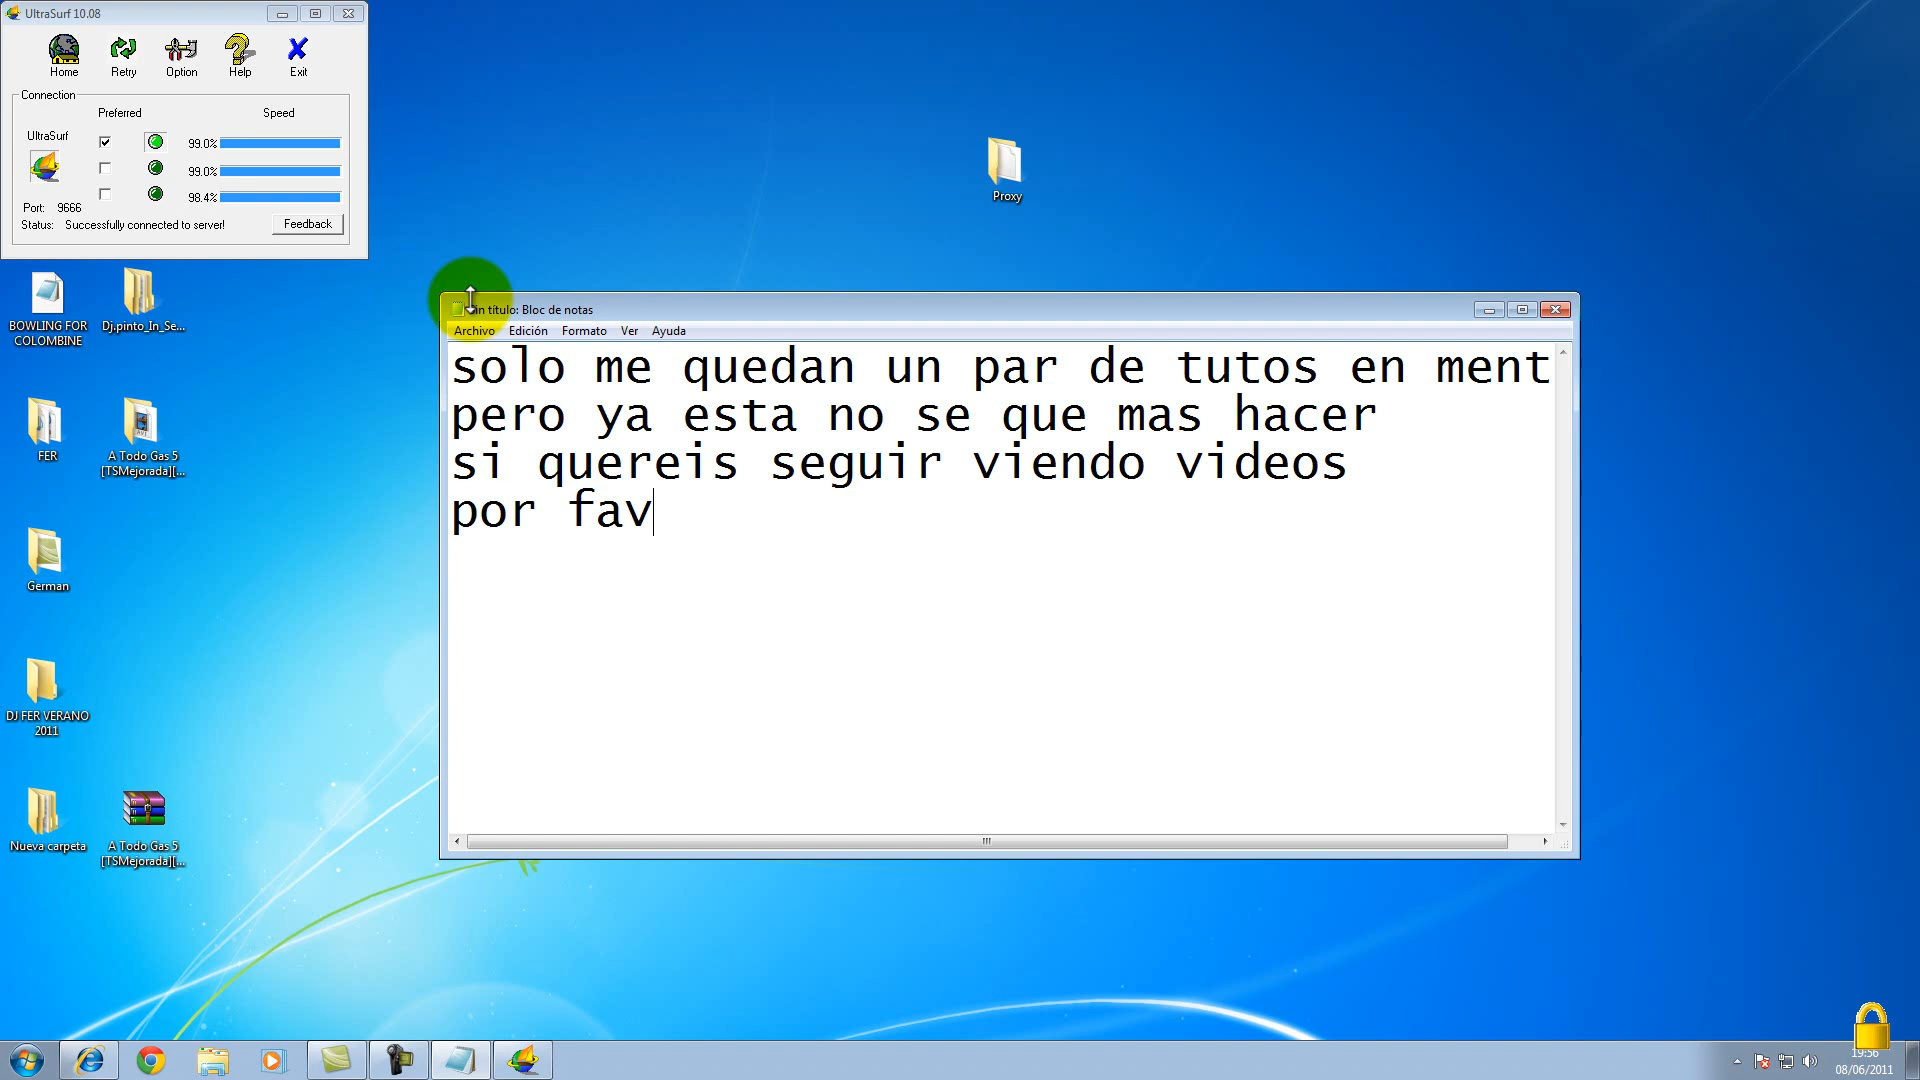 UltraSurf 10.08
Home Retry Option Help Exit
Connection
Preferred Speed
UltraSurf
99.0%
99.0%
98.4%
Port: 9666
Status: Successfully connected to server!
Feedback
Proxy
BOWLING FOR COLOMBINE
Dj.pinto_In_Se...
FER
A Todo Gas 5
[TSMejorada][...
German
DJ FER VERANO
2011
Nueva carpeta
A Todo Gas 5
[TSMejorada][...
título: Bloc de notas
Archivo Edición Formato Ver Ayuda
solo me quedan un par de tutos en ment
pero ya esta no se que mas hacer
si quereis seguir viendo videos
por fav
19:56
08/06/2011